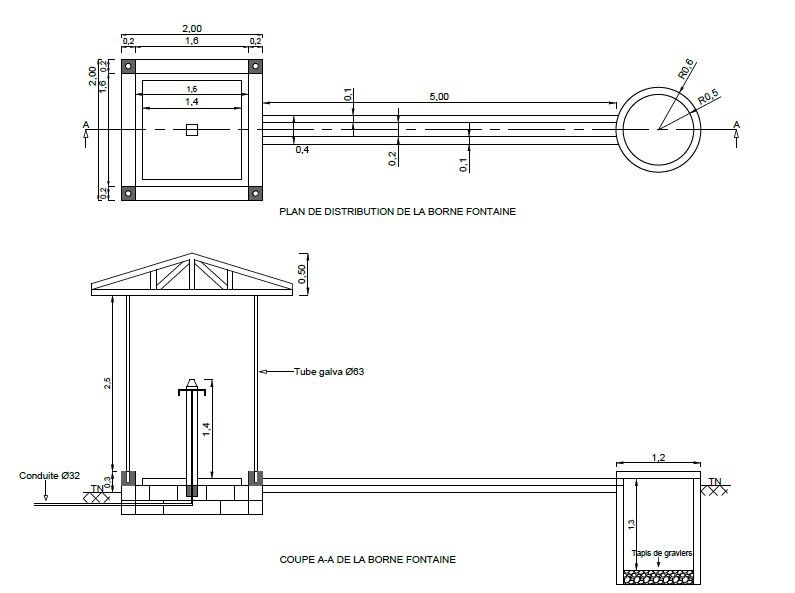 2,00
0,2
1,6
0,2
2,00
0,2
1,6
0,2
1,6
1,4
A
0,1
5,00
0,4
0,2
0,1
R0,6
R0,5
A
PLAN DE DISTRIBUTION DE LA BORNE FONTAINE
0,50
2,5
Tube galva Ø63
1,4
Conduite Ø32
TN
0,3
1,2
TN
1,3
Tapis de graviers
COUPE A-A DE LA BORNE FONTAINE